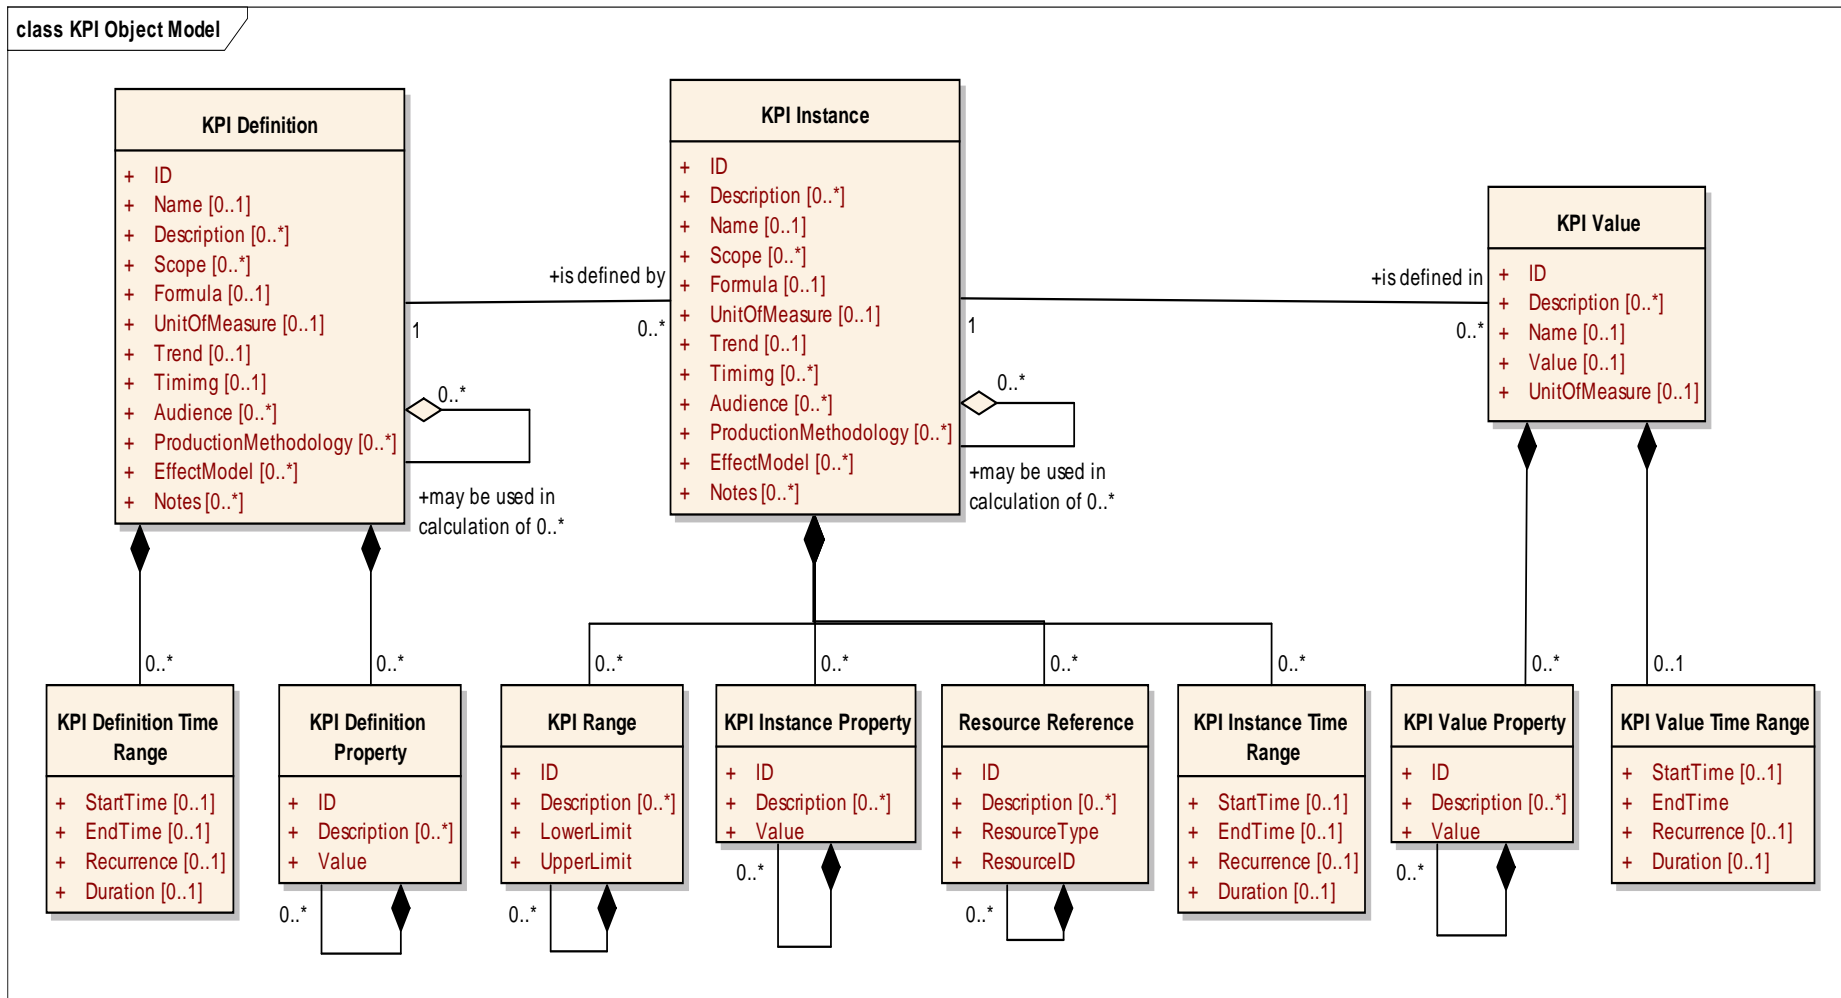 class KPI Object Model
KPI Definition
+ ID
+ Name [0..1]
+ Description [0..*]
+ Scope [0..*]
+ Formula [0..1]
+ UnitOfMeasure [0..1]
+ Trend [0..1]
+ Timimg [0..1]
+ Audience [0..*]
+ ProductionMethodology [0..*]
+ EffectModel [0..*]
+ Notes [0..*]
+is defined by
1
0..*
0..*
+may be used in
calculation of 0..*
KPI Instance
+ ID
+ Description [0..*]
+ Name [0..1]
+ Scope [0..*]
+ Formula [0..1]
+ UnitOfMeasure [0..1]
+ Trend [0..1]
+ Timimg [0..*]
+ Audience [0..*]
+ ProductionMethodology [0..*]
+ EffectModel [0..*]
+ Notes [0..*]
+is defined in
1
0..*
0..*
+may be used in
calculation of 0..*
KPI Value
+ ID
+ Description [0..*]
+ Name [0..1]
+ Value [0..1]
+ UnitOfMeasure [0..1]
0..*
0..*
0..*
0..*
0..*
0..*
0..*
0..1
KPI Definition Time
Range
+ StartTime [0..1]
+ EndTime [0..1]
+ Recurrence [0..1]
+ Duration [0..1]
KPI Definition
Property
+ ID
+ Description [0..*]
+ Value
0..*
KPI Range
+ ID
+ Description [0..*]
+ LowerLimit
+ UpperLimit
0..*
KPI Instance Property
+ ID
+ Description [0..*]
+ Value
0..*
Resource Reference
+ ID
+ Description [0..*]
+ ResourceType
+ ResourceID
0..*
KPI Instance Time
Range
+ StartTime [0..1]
+ EndTime [0..1]
+ Recurrence [0..1]
+ Duration [0..1]
KPI Value Property
+ ID
+ Description [0..*]
+ Value
0..*
KPI Value Time Range
+ StartTime [0..1]
+ EndTime
+ Recurrence [0..1]
+ Duration [0..1]